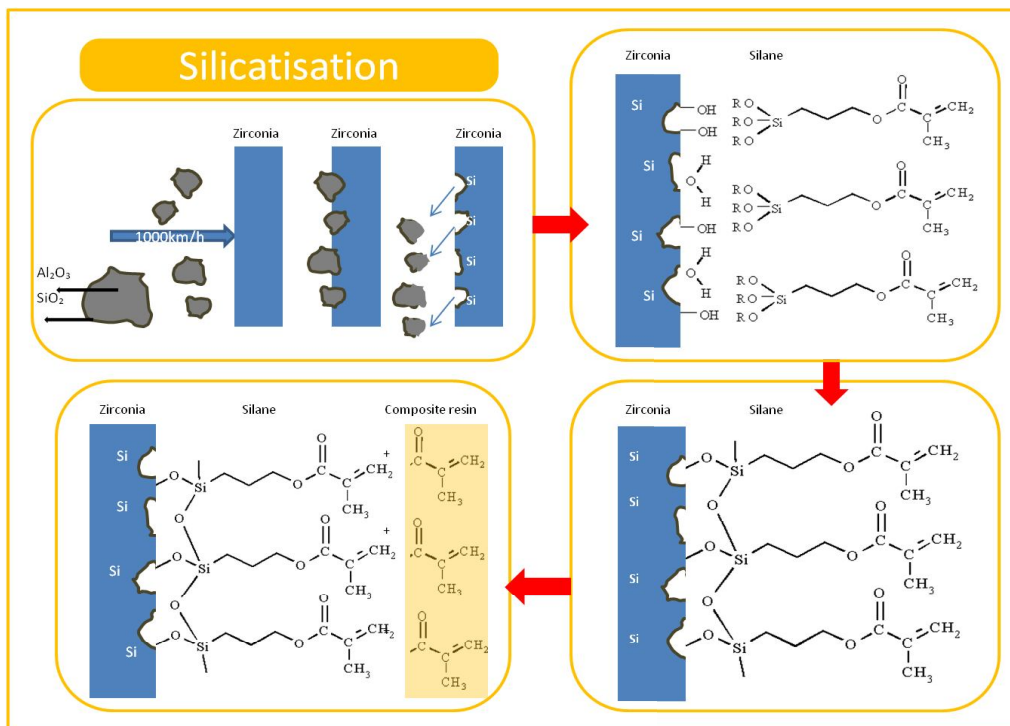 Silicatisation
Zirconia
Zirconia
Zirconia
1000km/h
Al₂O₃
SiO₂
Si
Si
Si
Si
Zirconia Silane
Si
OH
OH
RO
RO
RO
Si
O
O
CH₂
CH₃
Si
H
O
H
RO
RO
RO
Si
O
O
CH₂
CH₃
Si
OH
H
O
H
RO
RO
RO
Si
O
O
CH₂
CH₃
Si
OH
Zirconia Silane
Si
O
Si
O
O
CH₂
CH₃
Si
O
O
Si
O
O
CH₂
CH₃
Si
O
O
Si
O
O
CH₂
CH₃
Si
Zirconia Silane Composite resin
Si
O
Si
O
O
CH₂
CH₃
+
O
CH₂
CH₃
Si
O
O
Si
O
O
CH₂
CH₃
+
O
CH₂
CH₃
Si
O
O
Si
O
O
CH₂
CH₃
O
CH₂
CH₃
Si